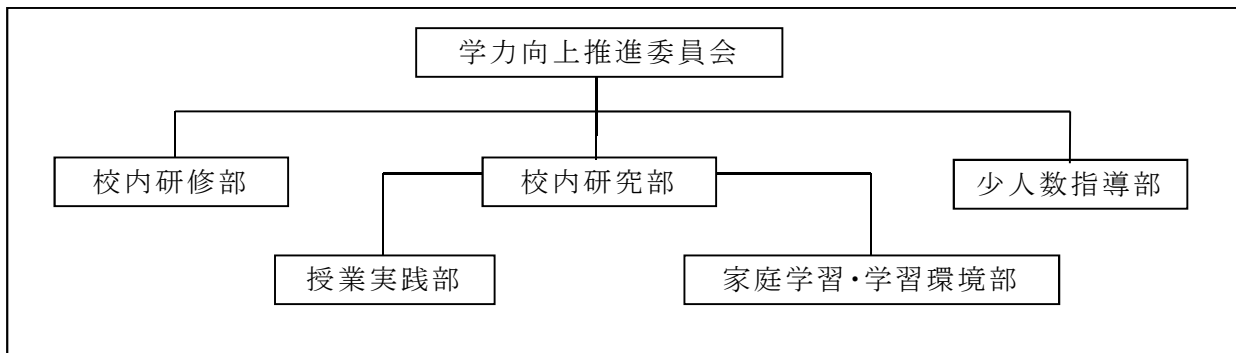 学力向上推進委員会
校内研修部
校内研究部
少人数指導部
授業実践部
家庭学習・学習環境部